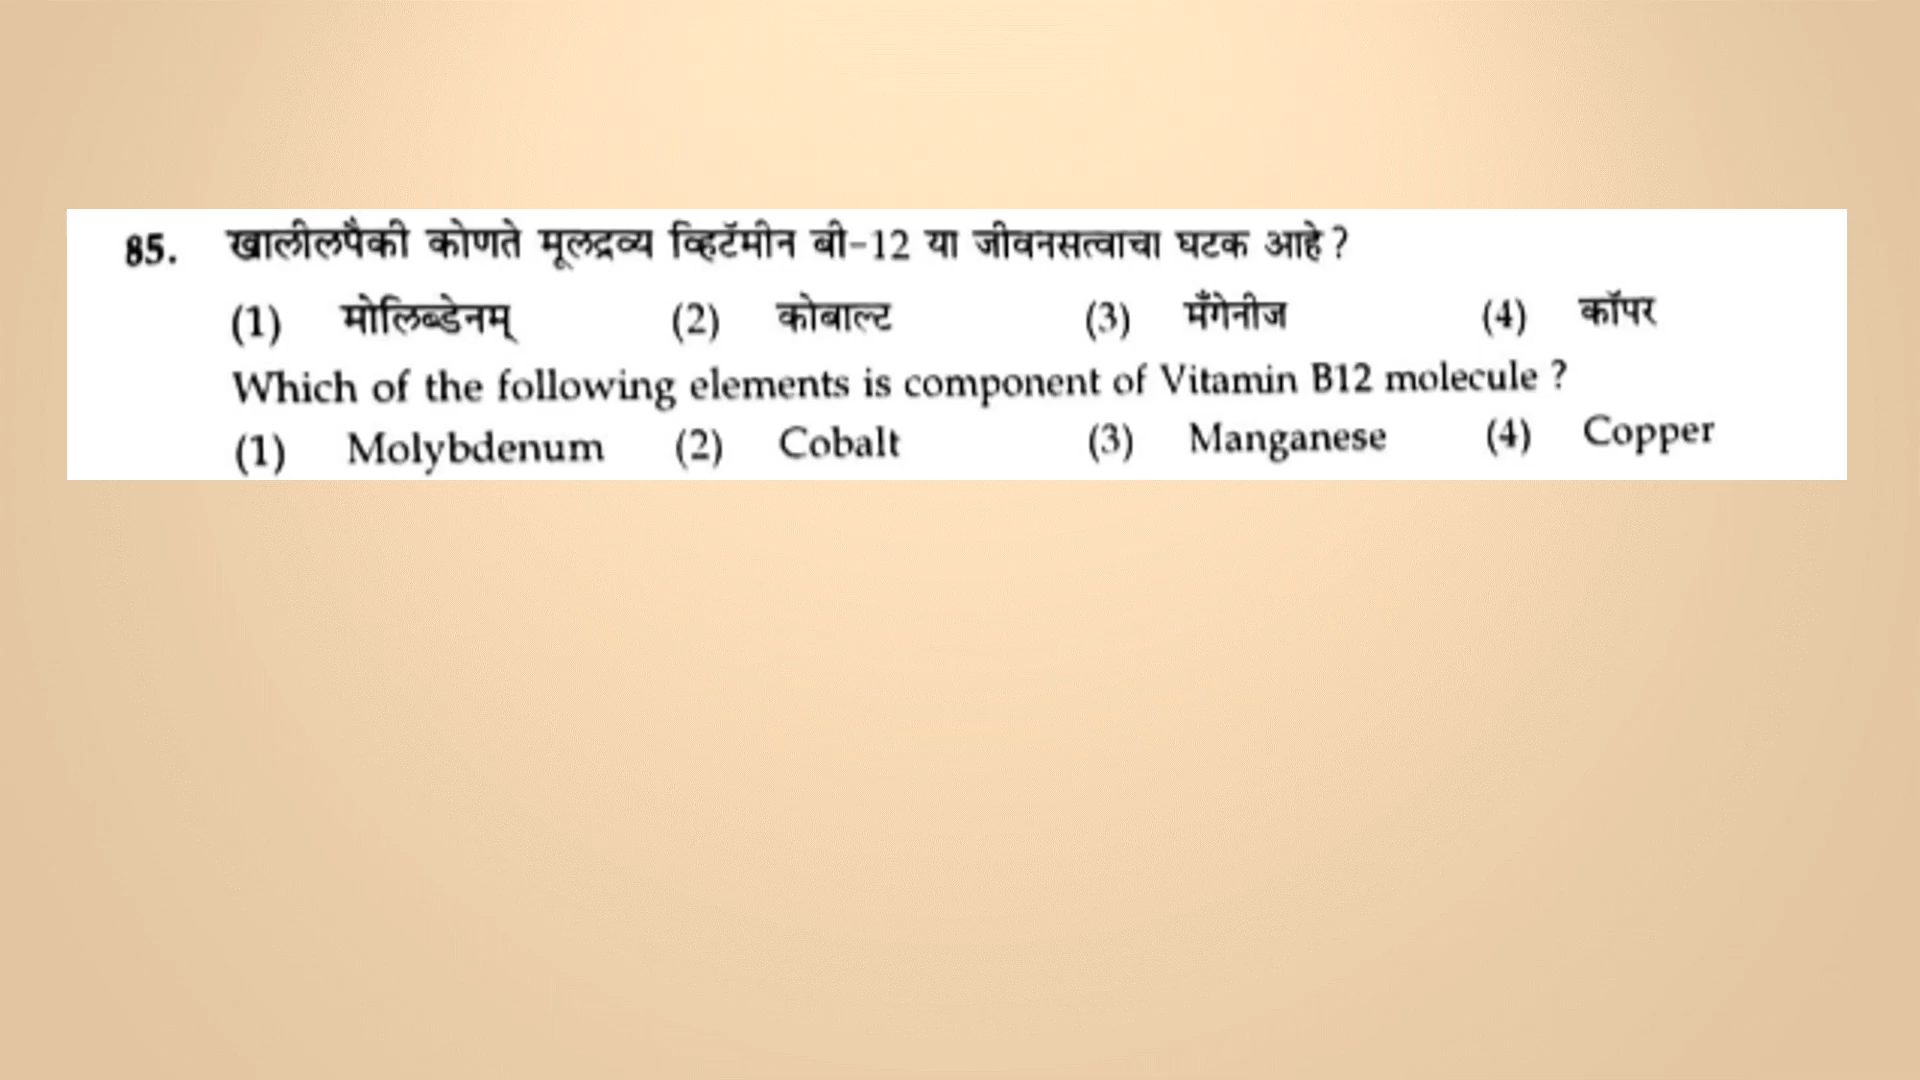 85. खालीलपैकी कोणते मूलद्रव्य व्हिटॅमीन बी-12 या जीवनसत्वाचा घटक आहे ?
(1) मोलिब्डेनम् (2) कोबाल्ट (3) मँगेनीज (4) कॉपर
Which of the following elements is component of Vitamin B12 molecule ?
(1) Molybdenum (2) Cobalt (3) Manganese (4) Copper